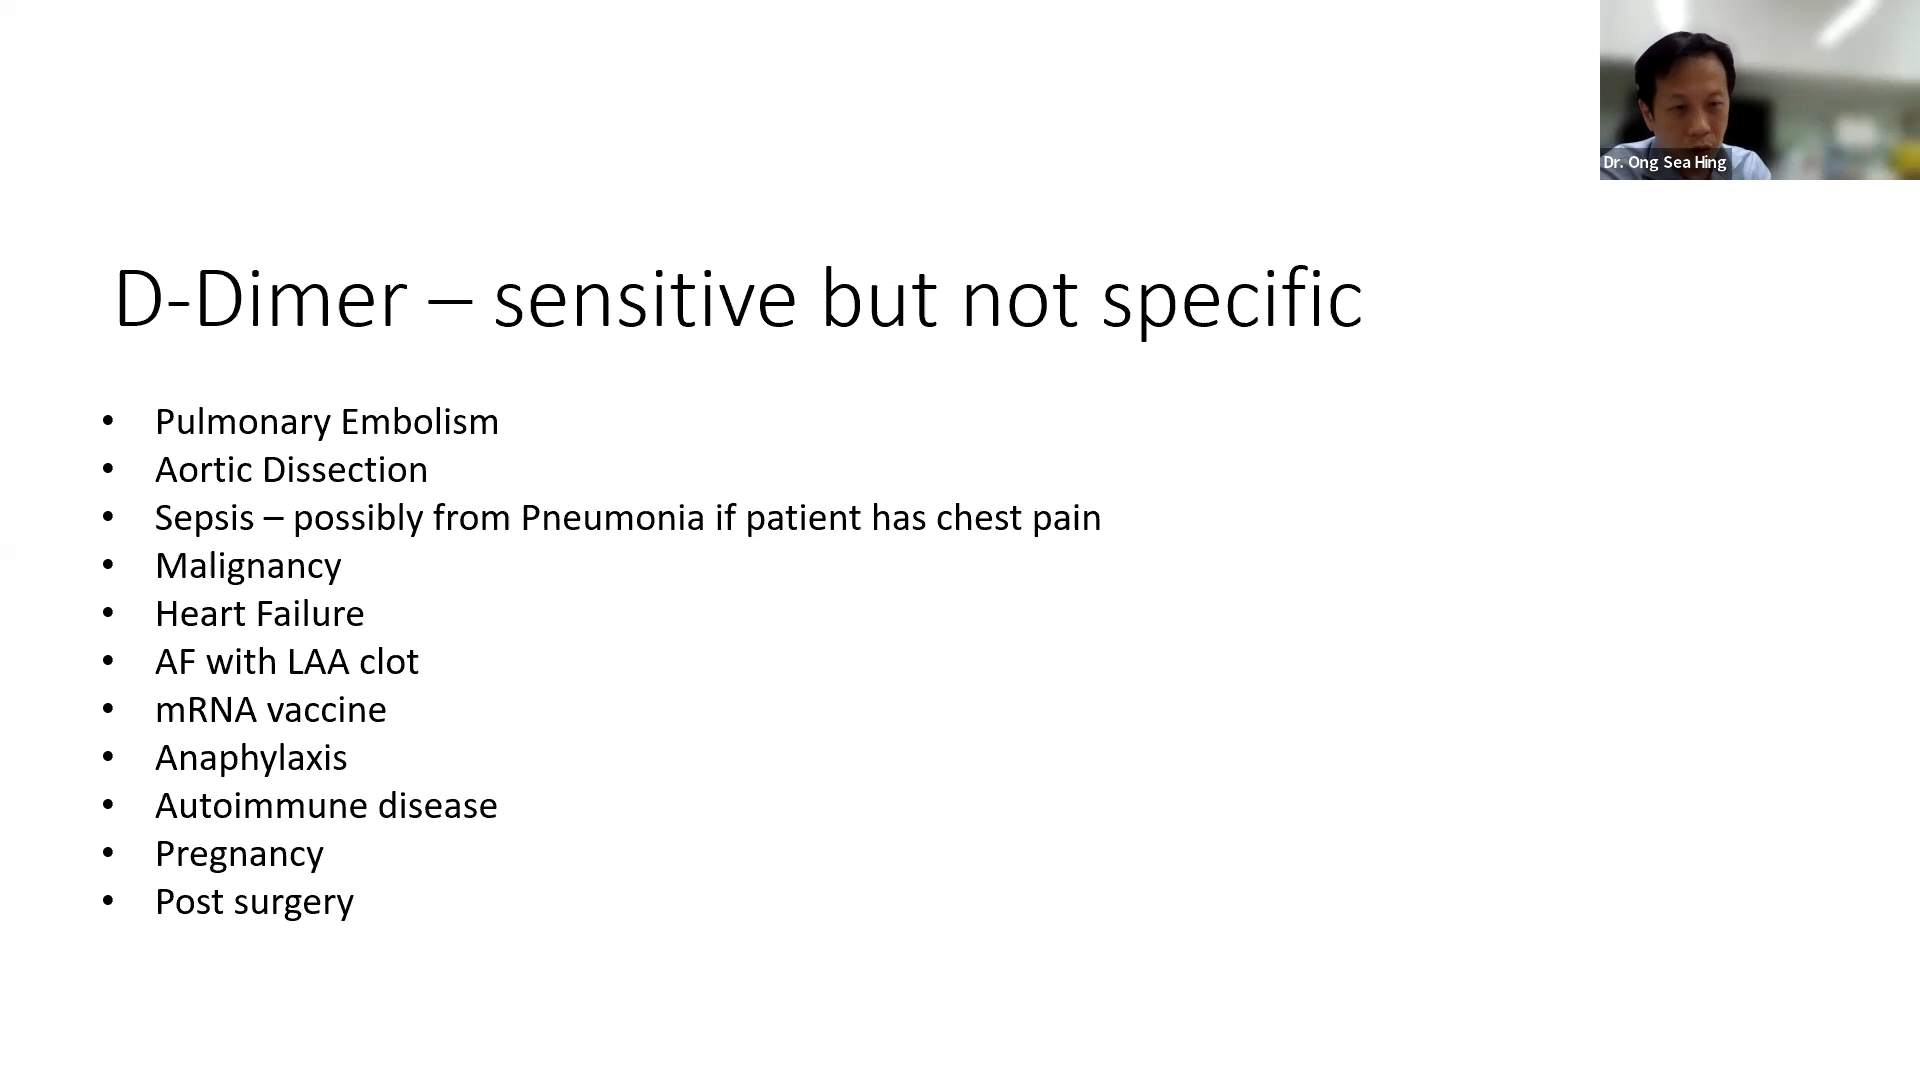 Dr. Ong Sea Hing
D-Dimer – sensitive but not specific
• Pulmonary Embolism
• Aortic Dissection
• Sepsis – possibly from Pneumonia if patient has chest pain
• Malignancy
• Heart Failure
• AF with LAA clot
• mRNA vaccine
• Anaphylaxis
• Autoimmune disease
• Pregnancy
• Post surgery